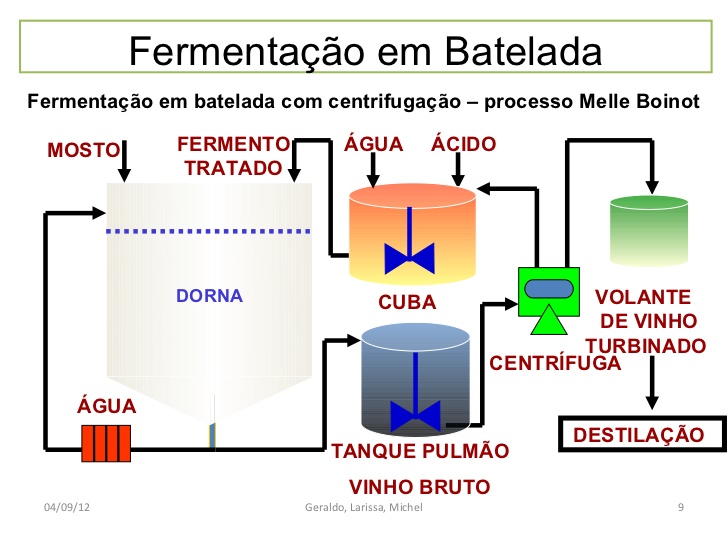 Fermentação em Batelada
Fermentação em batelada com centrifugação – processo Melle Boinot
MOSTO
FERMENTO
TRATADO
ÁGUA
ÁCIDO
DORNA
CUBA
VOLANTE
DE VINHO
TURBINADO
CENTRÍFUGA
ÁGUA
DESTILAÇÃO
TANQUE PULMÃO
VINHO BRUTO
04/09/12
Geraldo, Larissa, Michel
9